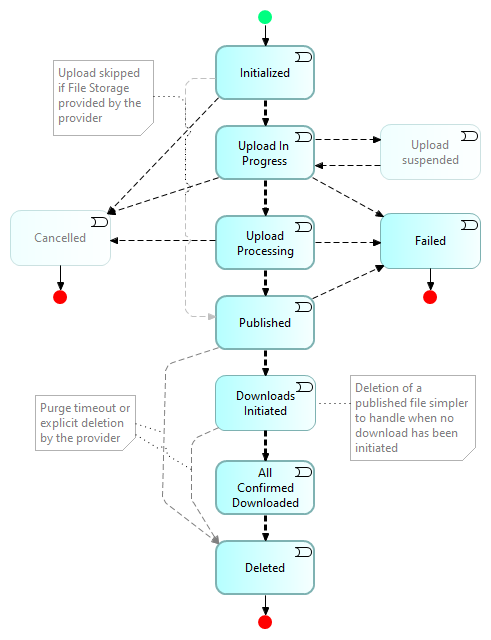 Initialized
Upload skipped
if File Storage
provided by the
provider
Upload In
Progress
Upload
suspended
Cancelled
Upload
Processing
Failed
Published
Downloads
Initiated
Deletion of a
published file simpler
to handle when no
download has been
initiated
Purge timeout or
explicit deletion
by the provider
All
Confirmed
Downloaded
Deleted